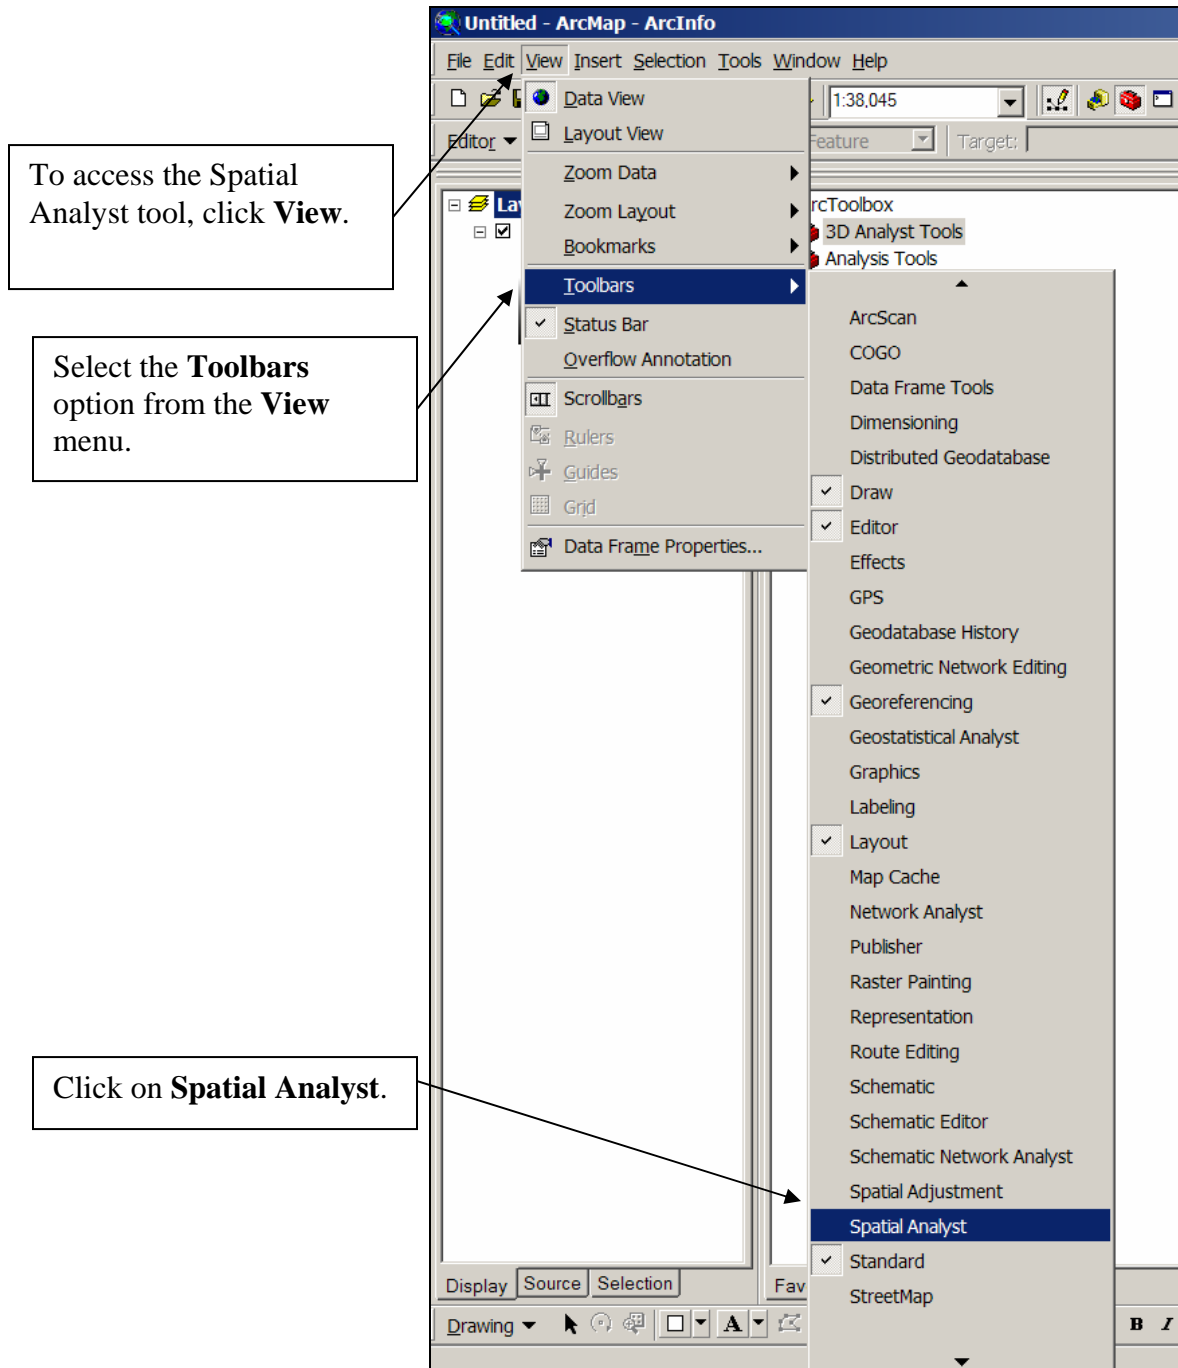 Untitled - ArcMap - ArcInfo
File Edit View Insert Selection Tools Window Help
1:38,045
Editor
Feature
Target:
To access the Spatial
Analyst tool, click View.
Select the Toolbars
option from the View
menu.
Click on Spatial Analyst.
Data View
Layout View
Zoom Data
Zoom Layout
Bookmarks
Toolbars
Status Bar
Overflow Annotation
Scrollbars
Rulers
Guides
Grid
Data Frame Properties...
La
rcToolbox
3D Analyst Tools
Analysis Tools
ArcScan
COGO
Data Frame Tools
Dimensioning
Distributed Geodatabase
Draw
Editor
Effects
GPS
Geodatabase History
Geometric Network Editing
Georeferencing
Geostatistical Analyst
Graphics
Labeling
Layout
Map Cache
Network Analyst
Publisher
Raster Painting
Representation
Route Editing
Schematic
Schematic Editor
Schematic Network Analyst
Spatial Adjustment
Spatial Analyst
Standard
StreetMap
Display Source Selection
Fav
Drawing
A
B I